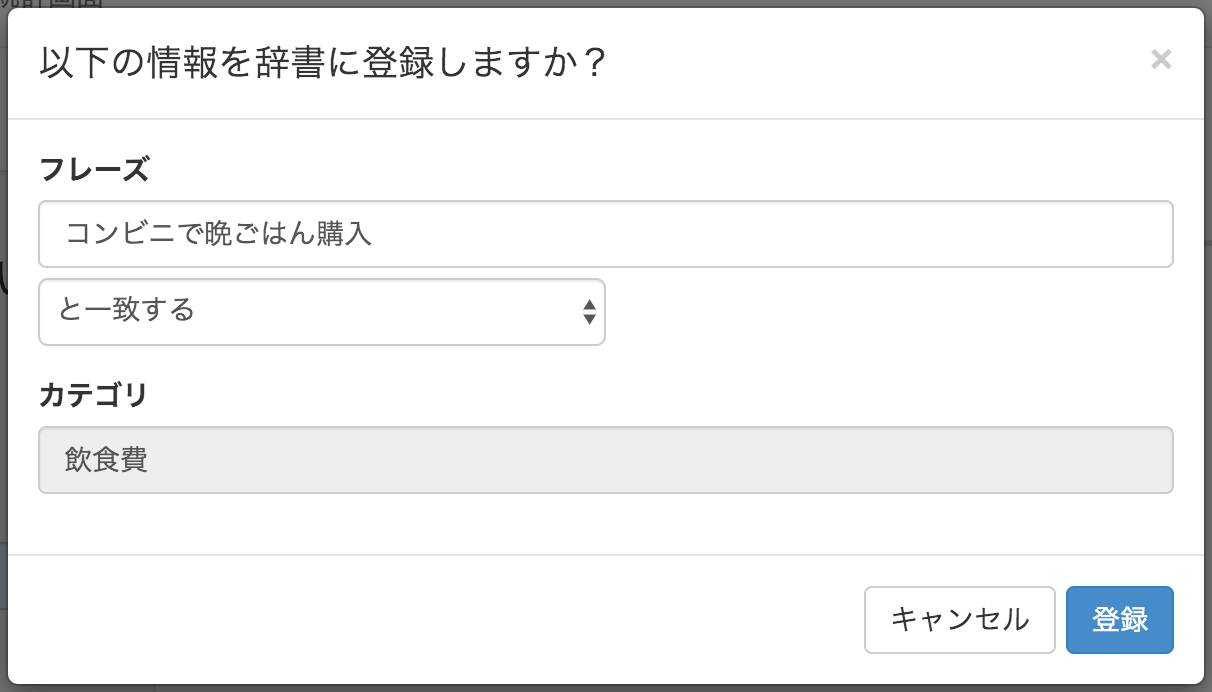 以下の情報を辞書に登録しますか？
×
フレーズ
コンビニで晩ごはん購入
と一致する
カテゴリ
飲食費
キャンセル
登録